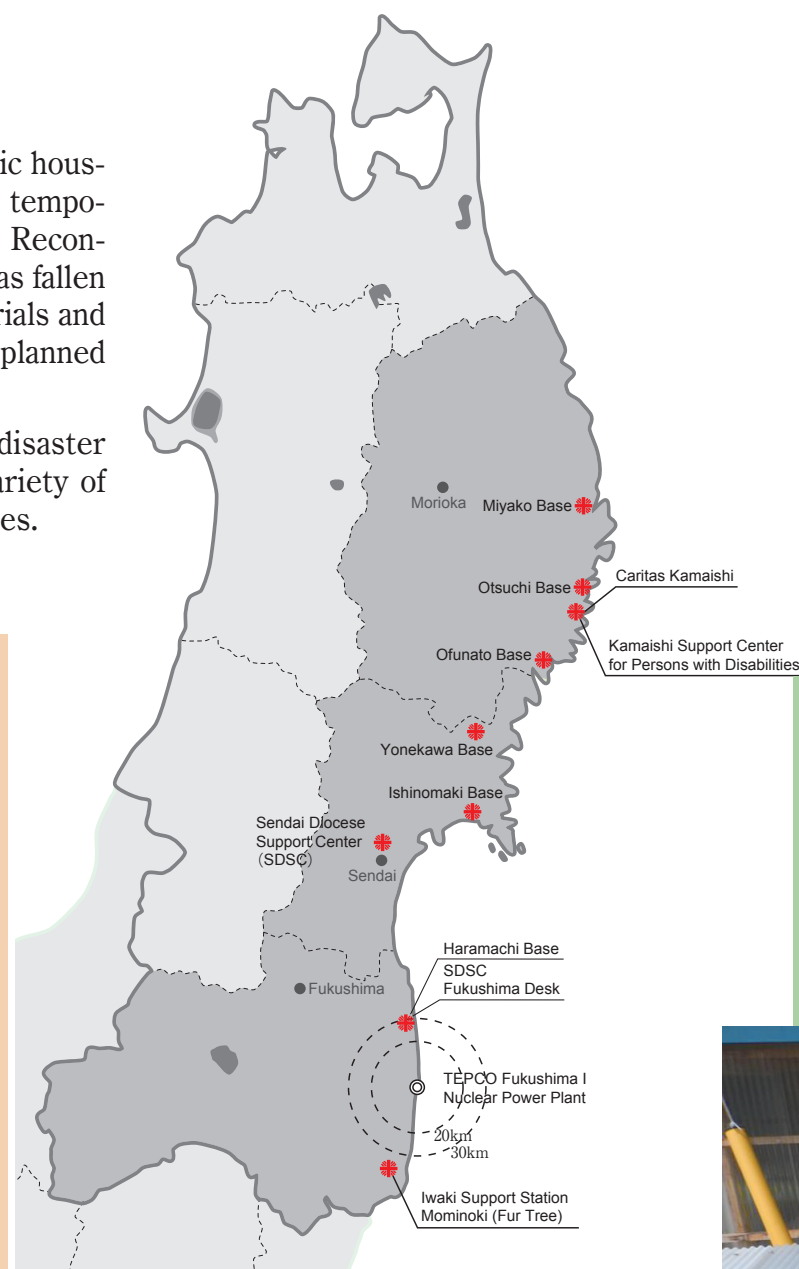 ic hous-
tempo-
Recon-
as fallen
rials and
planned
disaster
ariety of
es.
Morioka
Miyako Base
Otsuchi Base
Caritas Kamaishi
Kamaishi Support Center
for Persons with Disabilities
Ofunato Base
Yonekawa Base
Ishinomaki Base
Sendai Diocese
Support Center
(SDSC)
Sendai
Haramachi Base
SDSC
Fukushima Desk
Fukushima
TEPCO Fukushima I
Nuclear Power Plant
20km
30km
Iwaki Support Station
Mominoki (Fur Tree)